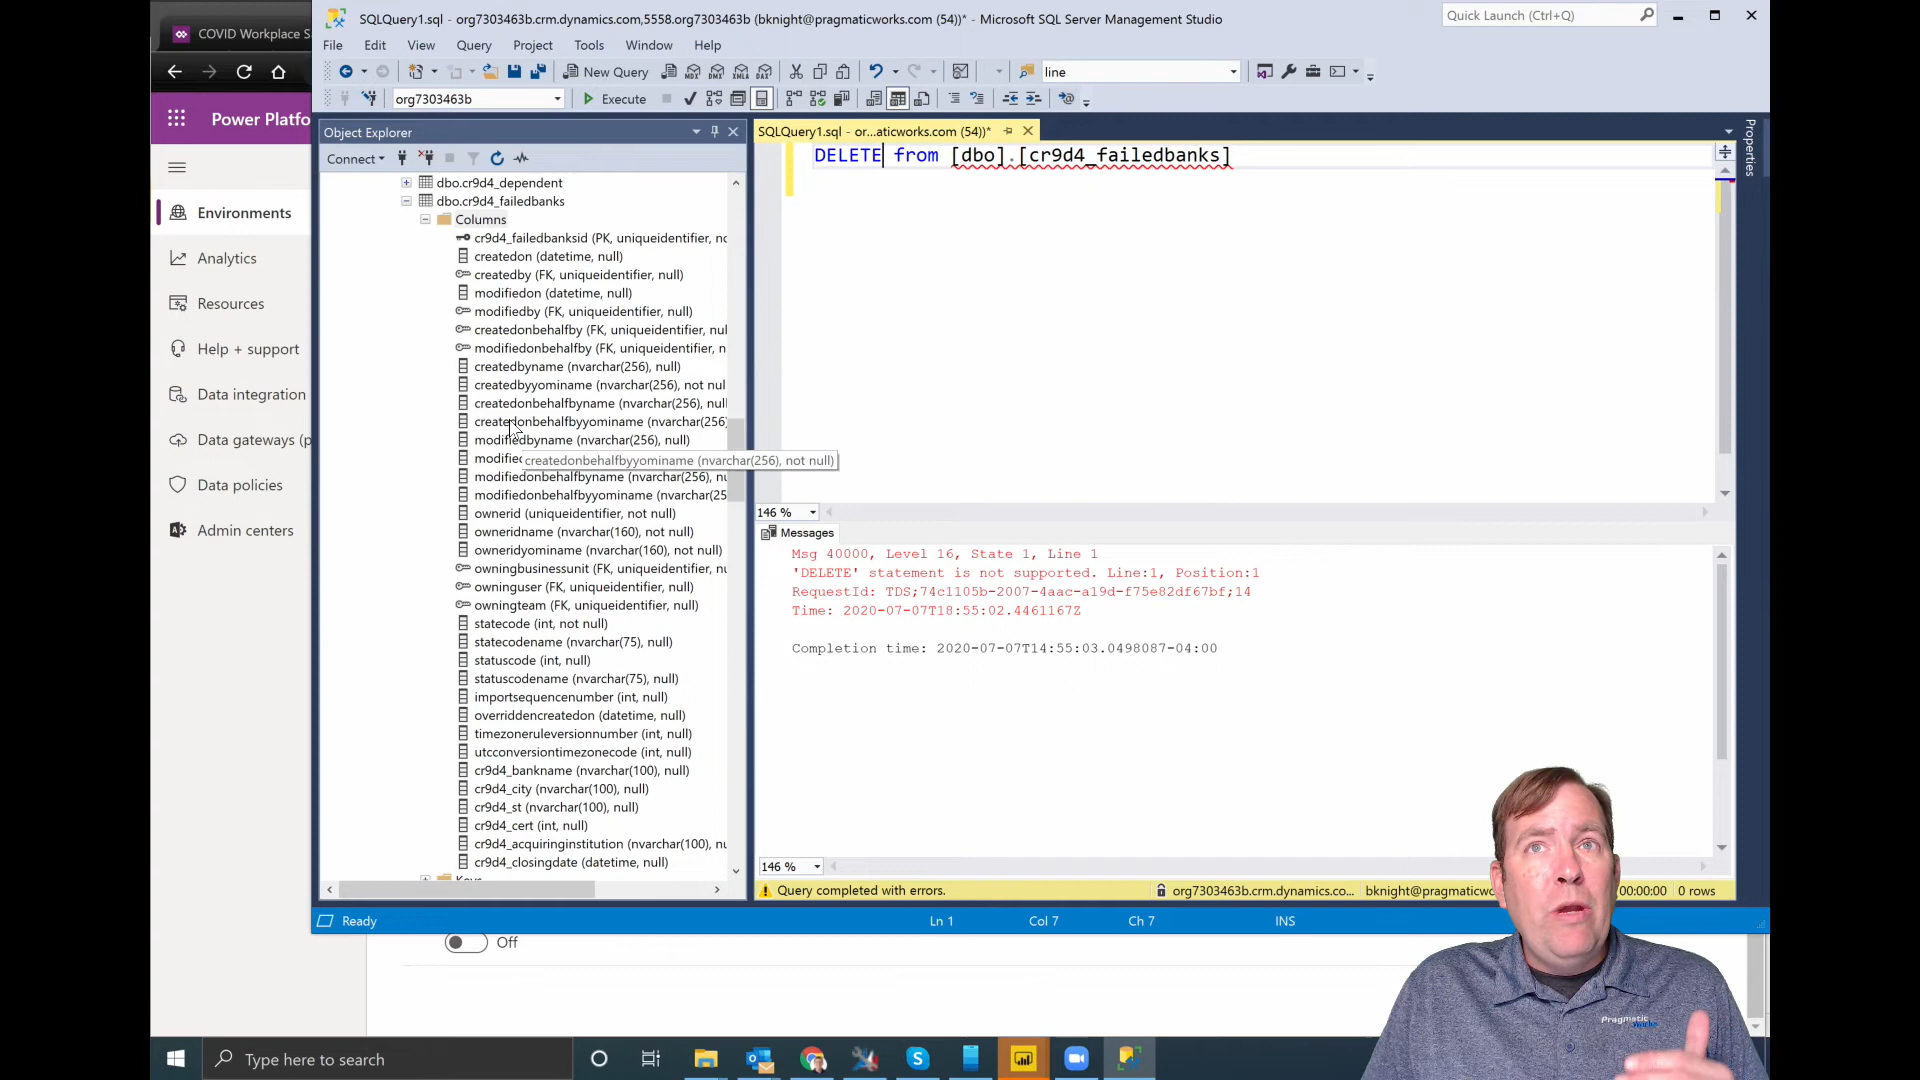 COVID Workplace S
SQLQuery1.sql - org7303463b.crm.dynamics.com,5558.org7303463b (bknight@pragmaticworks.com (54))* - Microsoft SQL Server Management Studio
Quick Launch (Ctrl+Q)
File Edit View Query Project Tools Window Help
New Query
MDX DMX XMLA DAX
line
org7303463b
Execute
Power Platfo
Environments
Analytics
Resources
Help + support
Data integration
Data gateways (p
Data policies
Admin centers
Object Explorer
Connect
dbo.cr9d4_dependent
dbo.cr9d4_failedbanks
Columns
cr9d4_failedbanksid (PK, uniqueidentifier, no
createdon (datetime, null)
createdby (FK, uniqueidentifier, null)
modifiedon (datetime, null)
modifiedby (FK, uniqueidentifier, null)
createdonbehalfby (FK, uniqueidentifier, nul
modifiedonbehalfby (FK, uniqueidentifier, n
createdbyname (nvarchar(256), null)
createdbyyominame (nvarchar(256), not nul
createdonbehalfbyname (nvarchar(256), null
createdonbehalfbyyominame (nvarchar(256)
modifiedbyname (nvarchar(256), null)
modified
createdonbehalfbyyominame (nvarchar(256), not null)
modifiedonbehalfbyname (nvarchar(256), nu
modifiedonbehalfbyyominame (nvarchar(25
ownerid (uniqueidentifier, not null)
owneridname (nvarchar(160), not null)
owneridyominame (nvarchar(160), not null)
owningbusinessunit (FK, uniqueidentifier, nu
owninguser (FK, uniqueidentifier, null)
owningteam (FK, uniqueidentifier, null)
statecode (int, not null)
statecodename (nvarchar(75), null)
statuscode (int, null)
statuscodename (nvarchar(75), null)
importsequencenumber (int, null)
overriddencreatedon (datetime, null)
timezoneruleversionnumber (int, null)
utcconversiontimezonecode (int, null)
cr9d4_bankname (nvarchar(100), null)
cr9d4_city (nvarchar(100), null)
cr9d4_st (nvarchar(100), null)
cr9d4_cert (int, null)
cr9d4_acquiringinstitution (nvarchar(100), nu
cr9d4_closingdate (datetime, null)
Keys
SQLQuery1.sql - or...aticworks.com (54))*
DELETE from [dbo].[cr9d4_failedbanks]
Properties
146 %
Messages
Msg 40000, Level 16, State 1, Line 1
'DELETE' statement is not supported. Line:1, Position:1
RequestId: TDS;74c1105b-2007-4aac-a19d-f75e82df67bf;14
Time: 2020-07-07T18:55:02.4461167Z
Completion time: 2020-07-07T14:55:03.0498087-04:00
146 %
Query completed with errors.
org7303463b.crm.dynamics.co...
bknight@pragmaticwo
00:00:00
0 rows
Ready
Ln 1
Col 7
Ch 7
INS
Off
Pragmatic
Works
Type here to search